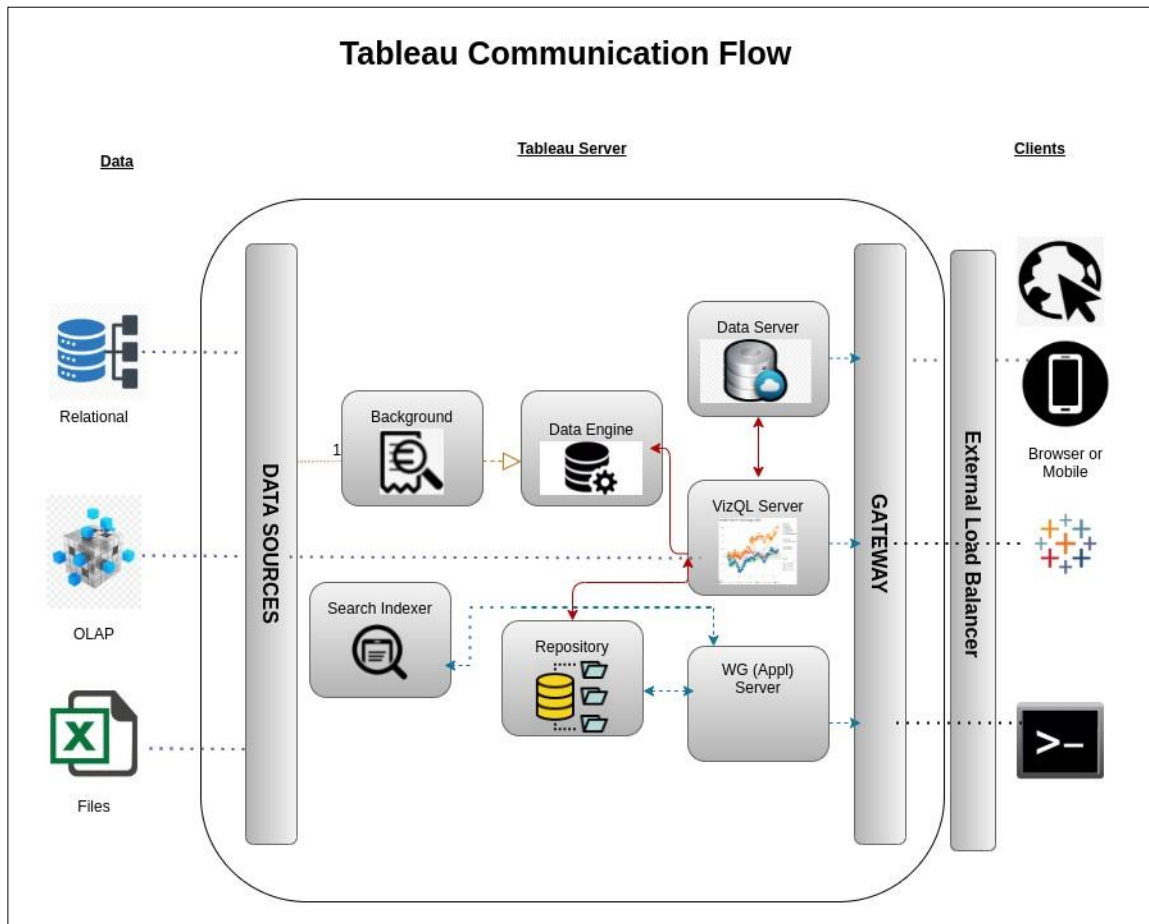 Tableau Communication Flow
Data
Tableau Server
Clients
Relational
OLAP
Files
DATA SOURCES
1
Background
Data Engine
Data Server
VizQL Server
Search Indexer
Repository
WG (Appl)
Server
GATEWAY
External Load Balancer
Browser or
Mobile
>-